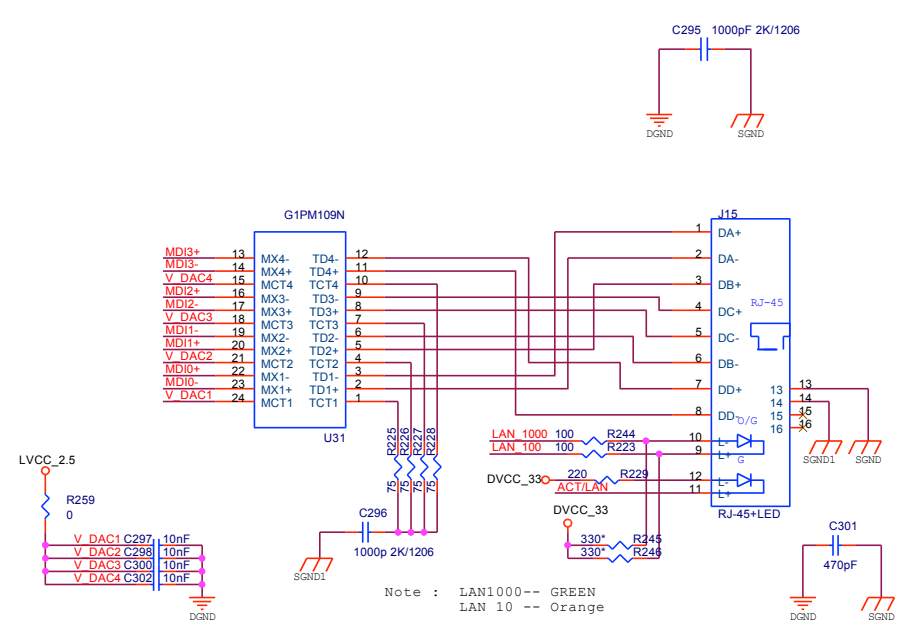 C295 1000pF 2K/1206
DGND SGND
G1PM109N J15
1 DA+
2 DA-
3 DB+
4 DC+
5 DC-
6 DB-
7 DD+
8 DD-
RJ-45
O/G
10 L-
9 L+
G
12 L-
11 L+
13 13
14 14
15 15
16 16
SGND1 SGND
RJ-45+LED
MDI3+ 13 MX4- TD4- 12
MDI3- 14 MX4+ TD4+ 11
V_DAC4 15 MCT4 TCT4 10
MDI2+ 16 MX3- TD3- 9
MDI2- 17 MX3+ TD3+ 8
V_DAC3 18 MCT3 TCT3 7
MDI1- 19 MX2- TD2- 6
MDI1+ 20 MX2+ TD2+ 5
V_DAC2 21 MCT2 TCT2 4
MDI0+ 22 MX1- TD1- 3
MDI0- 23 MX1+ TD1+ 2
V_DAC1 24 MCT1 TCT1 1
U31
R225 R226 R227 R228
75 75 75 75
LAN_1000 100 R244
LAN_100 100 R223
DVCC_33 220 R229
ACT/LAN
DVCC_33
330* R245
330* R246
LVCC_2.5
R259
0
V_DAC1 C297 10nF
V_DAC2 C298 10nF
V_DAC3 C300 10nF
V_DAC4 C302 10nF
DGND
C296
1000p 2K/1206
SGND1
C301
470pF
DGND SGND
Note : LAN1000-- GREEN
LAN 10 -- Orange